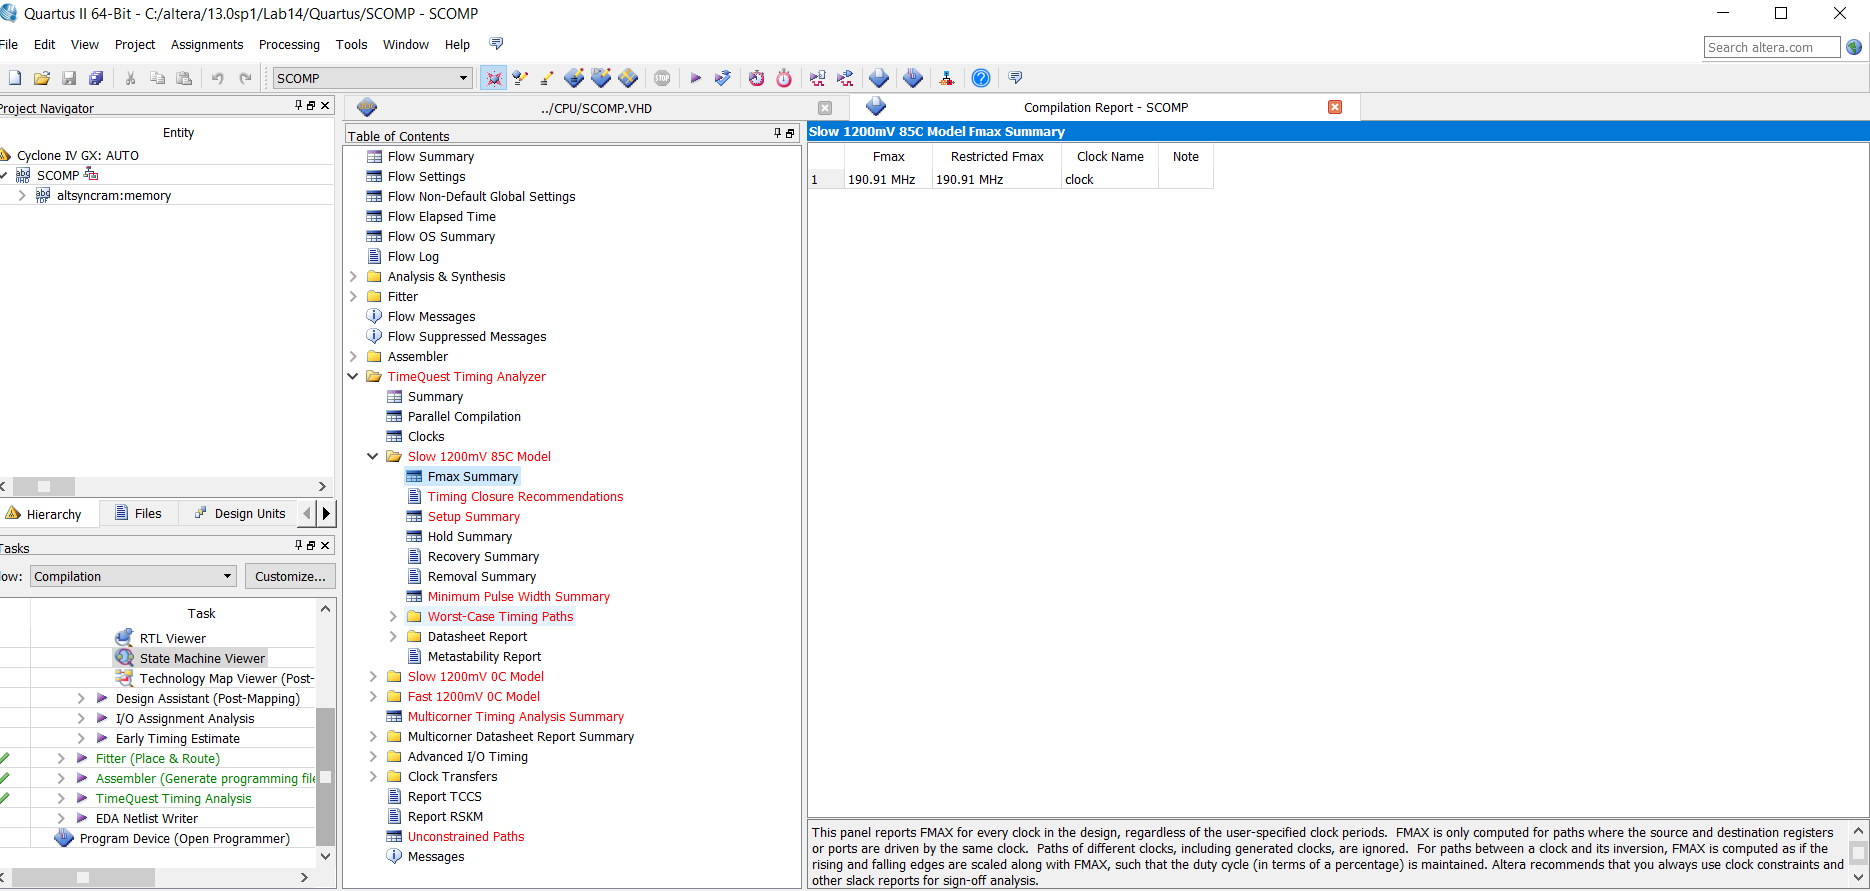 Quartus II 64-Bit - C:/altera/13.0sp1/Lab14/Quartus/SCOMP - SCOMP
File Edit View Project Assignments Processing Tools Window Help
Search altera.com
SCOMP
STOP
Project Navigator
Entity
Cyclone IV GX: AUTO
SCOMP
altsyncram:memory
Hierarchy Files Design Units
Tasks
low: Compilation Customize...
Task
RTL Viewer
State Machine Viewer
Technology Map Viewer (Post-
Design Assistant (Post-Mapping)
I/O Assignment Analysis
Early Timing Estimate
Fitter (Place & Route)
Assembler (Generate programming file
TimeQuest Timing Analysis
EDA Netlist Writer
Program Device (Open Programmer)
../CPU/SCOMP.VHD
Compilation Report - SCOMP
Table of Contents
Flow Summary
Flow Settings
Flow Non-Default Global Settings
Flow Elapsed Time
Flow OS Summary
Flow Log
Analysis & Synthesis
Fitter
Flow Messages
Flow Suppressed Messages
Assembler
TimeQuest Timing Analyzer
Summary
Parallel Compilation
Clocks
Slow 1200mV 85C Model
Fmax Summary
Timing Closure Recommendations
Setup Summary
Hold Summary
Recovery Summary
Removal Summary
Minimum Pulse Width Summary
Worst-Case Timing Paths
Datasheet Report
Metastability Report
Slow 1200mV 0C Model
Fast 1200mV 0C Model
Multicorner Timing Analysis Summary
Multicorner Datasheet Report Summary
Advanced I/O Timing
Clock Transfers
Report TCCS
Report RSKM
Unconstrained Paths
Messages
Slow 1200mV 85C Model Fmax Summary
Fmax Restricted Fmax Clock Name Note
1 190.91 MHz 190.91 MHz clock
This panel reports FMAX for every clock in the design, regardless of the user-specified clock periods. FMAX is only computed for paths where the source and destination registers
or ports are driven by the same clock. Paths of different clocks, including generated clocks, are ignored. For paths between a clock and its inversion, FMAX is computed as if the
rising and falling edges are scaled along with FMAX, such that the duty cycle (in terms of a percentage) is maintained. Altera recommends that you always use clock constraints and
other slack reports for sign-off analysis.